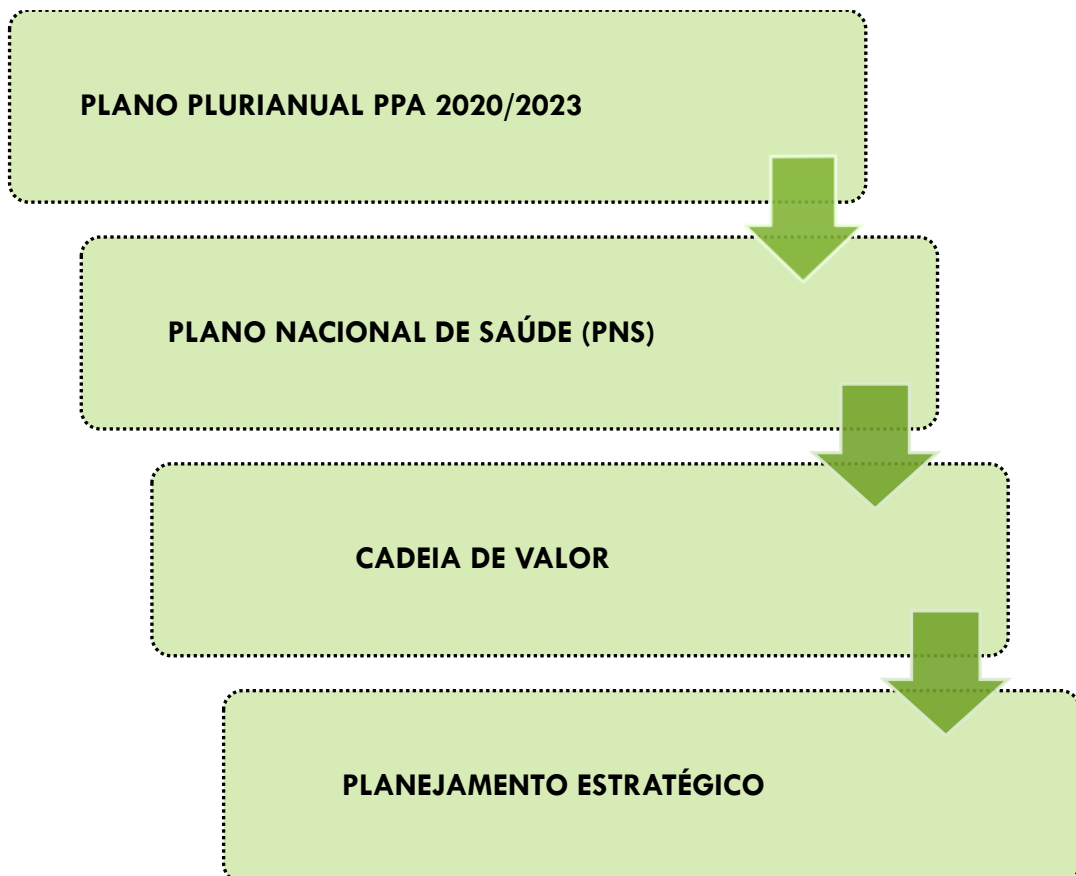 PLANO PLURIANUAL PPA 2020/2023
PLANO NACIONAL DE SAÚDE (PNS)
CADEIA DE VALOR
PLANEJAMENTO ESTRATÉGICO